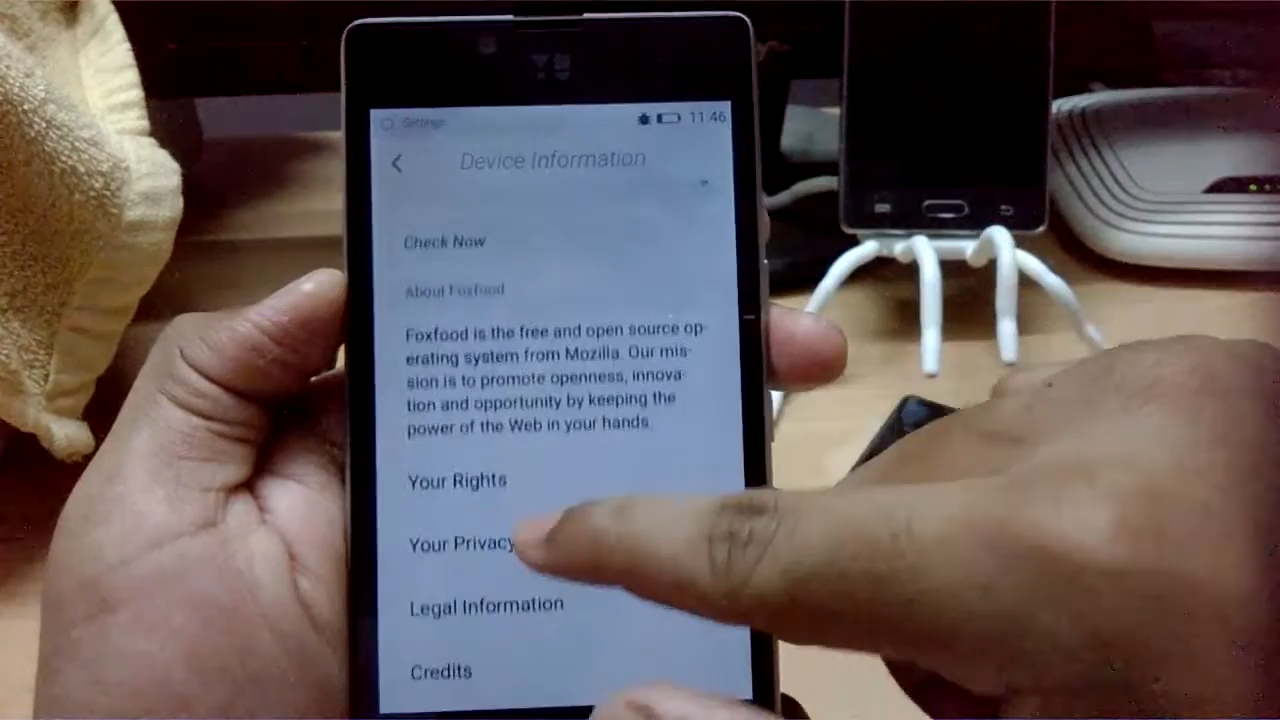 Settings 11:46
Device Information
Check Now
About Foxfood
Foxfood is the free and open source op-
erating system from Mozilla. Our mis-
sion is to promote openness, innova-
tion and opportunity by keeping the
power of the Web in your hands.
Your Rights
Your Privacy
Legal Information
Credits